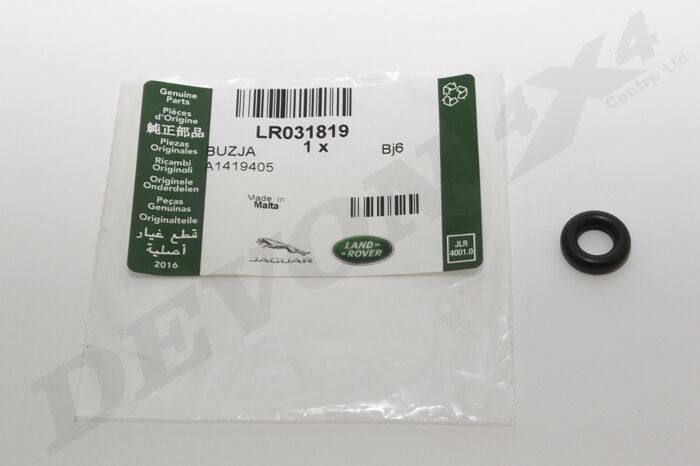 Genuine
Parts
Pièces
d'Origine
純正部品
Piezas
Originales
Ricambi
Originali
Originele
Onderdelen
Peças
Genuinas
Originalteile
قطع غيار
أصلية
2016
LR031819
1 x
BUZJA
Bj6
A1419405
Made in
Malta
JAGUAR
LAND-
-ROVER
JLR
4001.0
DEVON 4X4
Centre Ltd